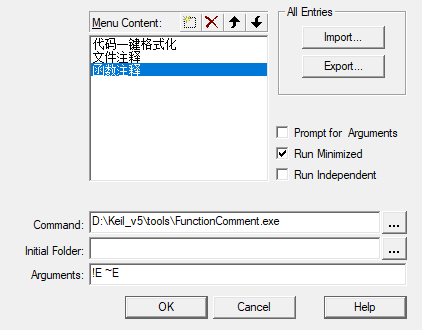 Menu Content:
All Entries
Import...
Export...
代码一键格式化
文件注释
函数注释
Prompt for Arguments
Run Minimized
Run Independent
Command:
D:\Keil_v5\tools\FunctionComment.exe
...
Initial Folder:
...
Arguments:
!E ~E
OK
Cancel
Help